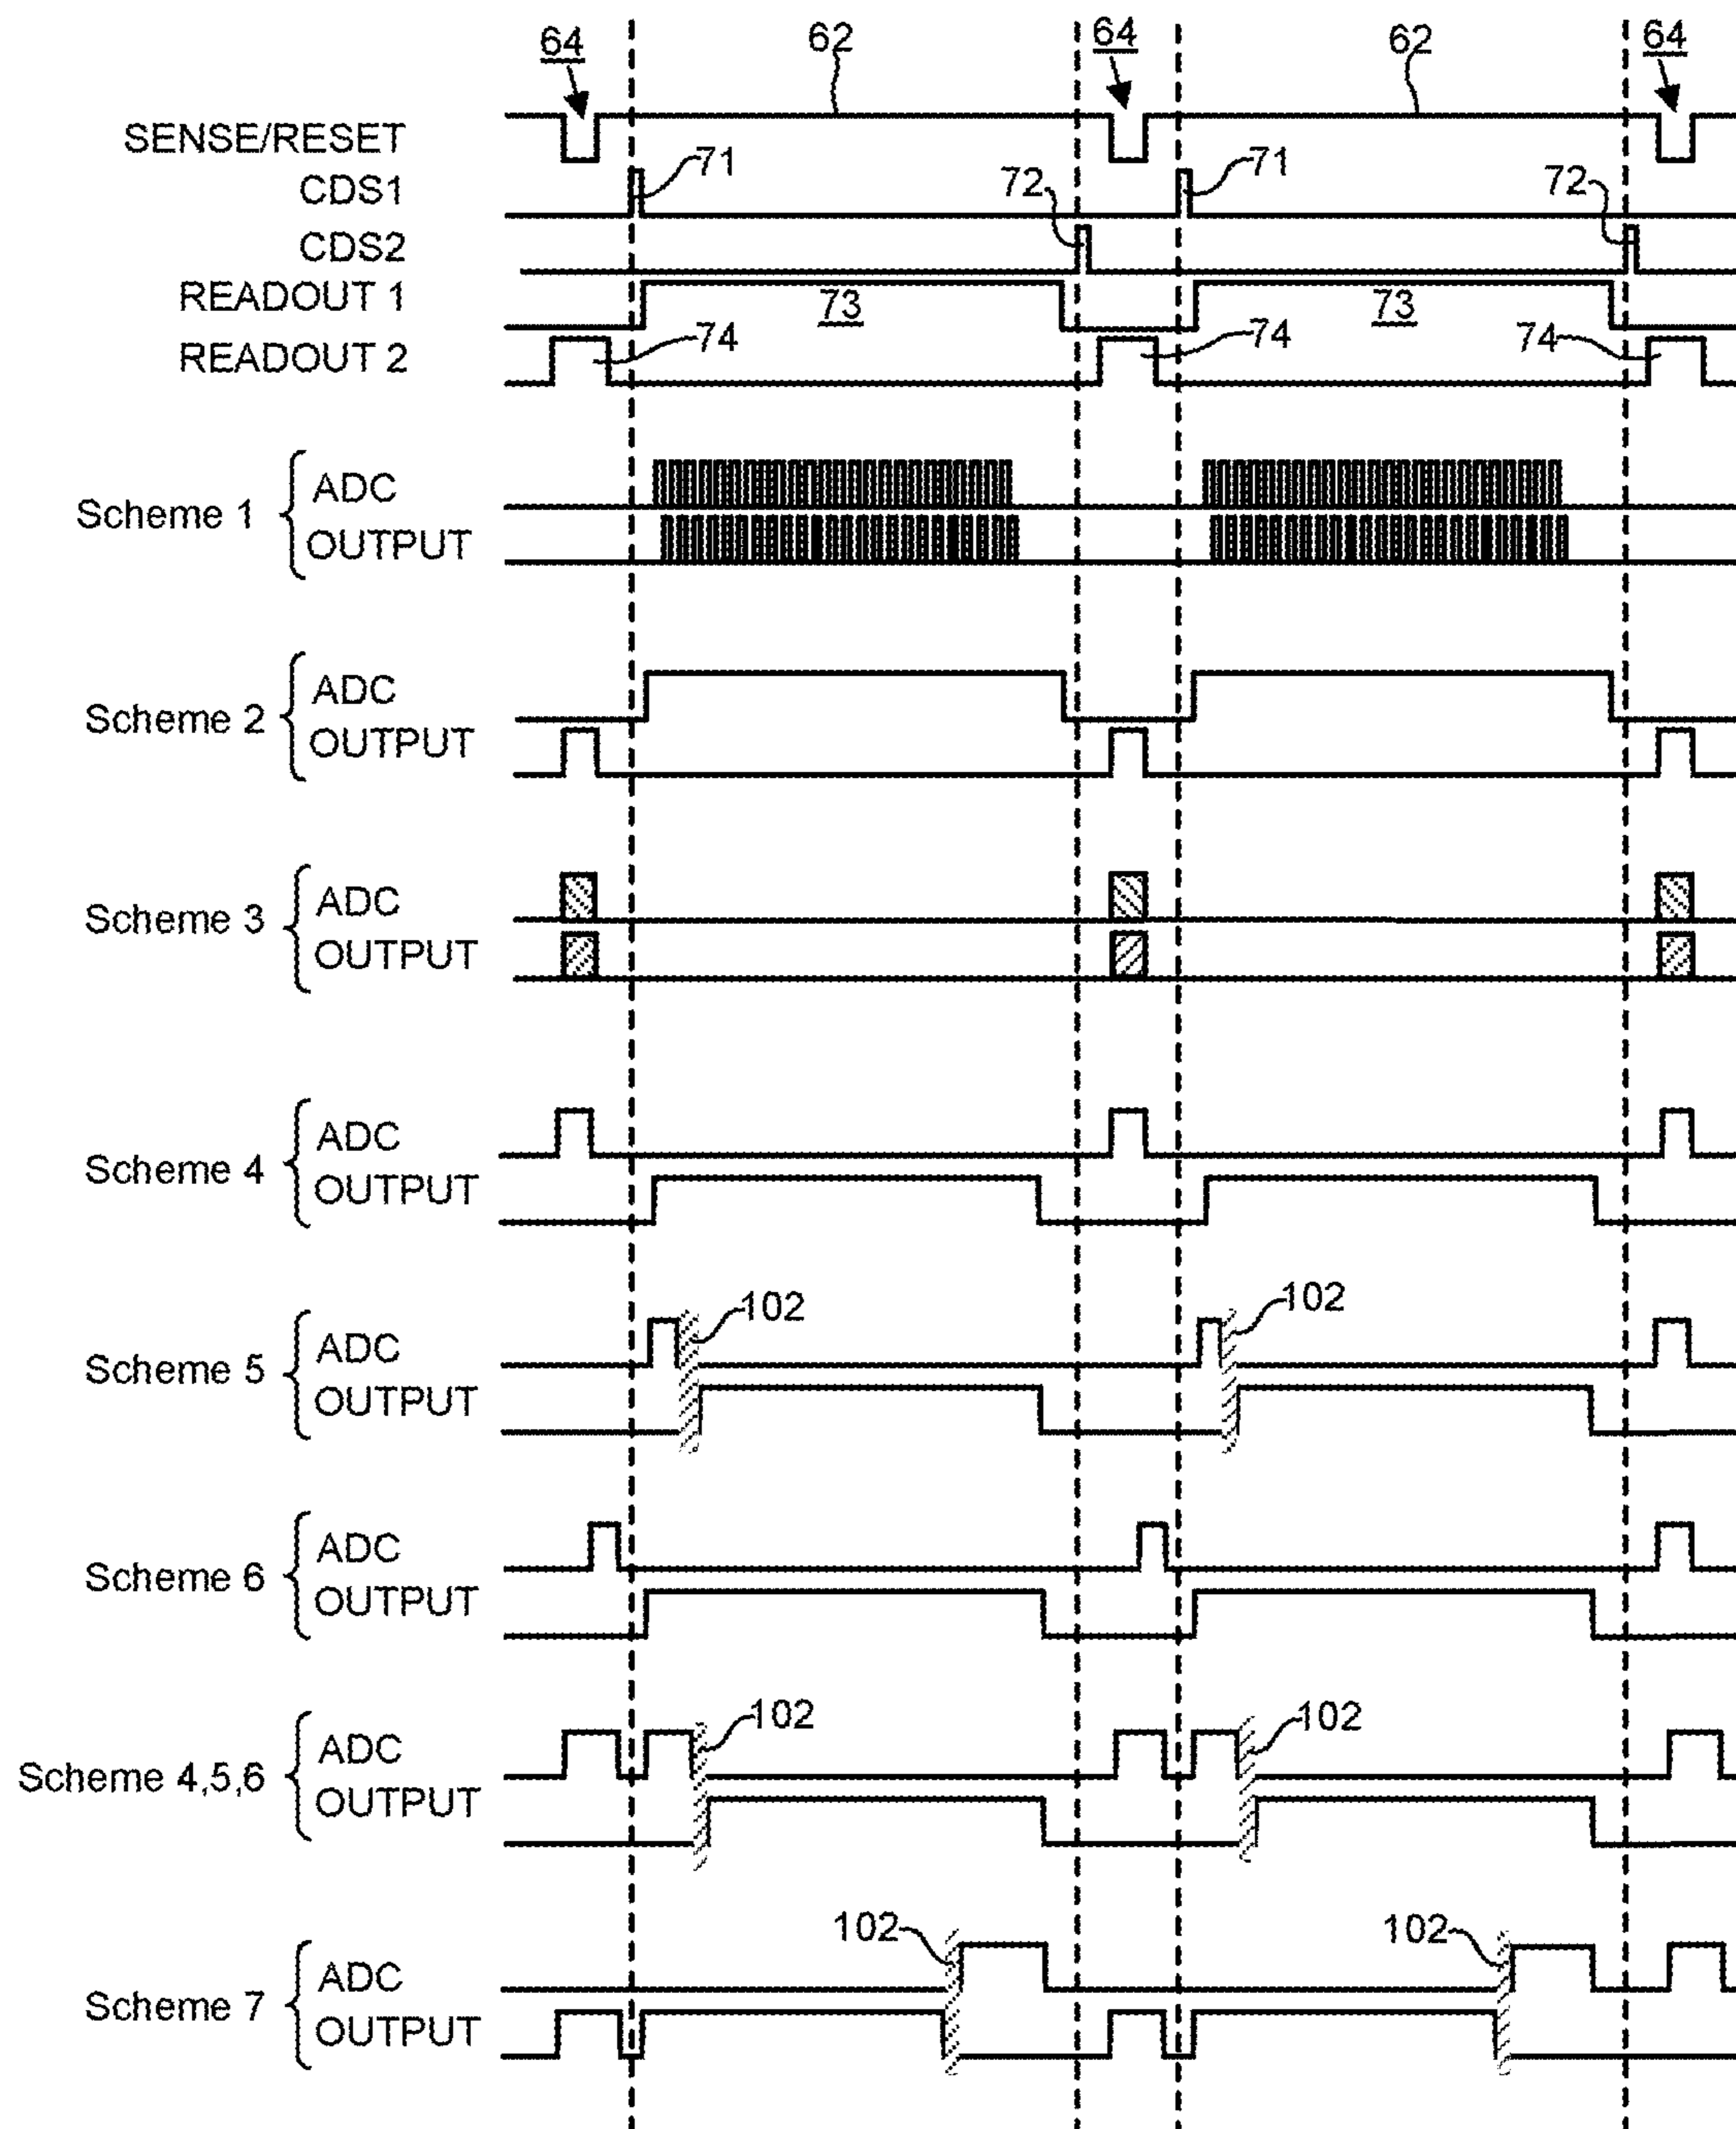 64 62 64 62 64
SENSE/RESET
CDS1 71 71
CDS2 72 72
READOUT 1 73 73
READOUT 2 74 74 74
Scheme 1 ADC
OUTPUT
Scheme 2 ADC
OUTPUT
Scheme 3 ADC
OUTPUT
Scheme 4 ADC
OUTPUT
Scheme 5 ADC 102 102
OUTPUT
Scheme 6 ADC
OUTPUT
Scheme 4,5,6 ADC 102 102
OUTPUT
Scheme 7 ADC 102 102
OUTPUT